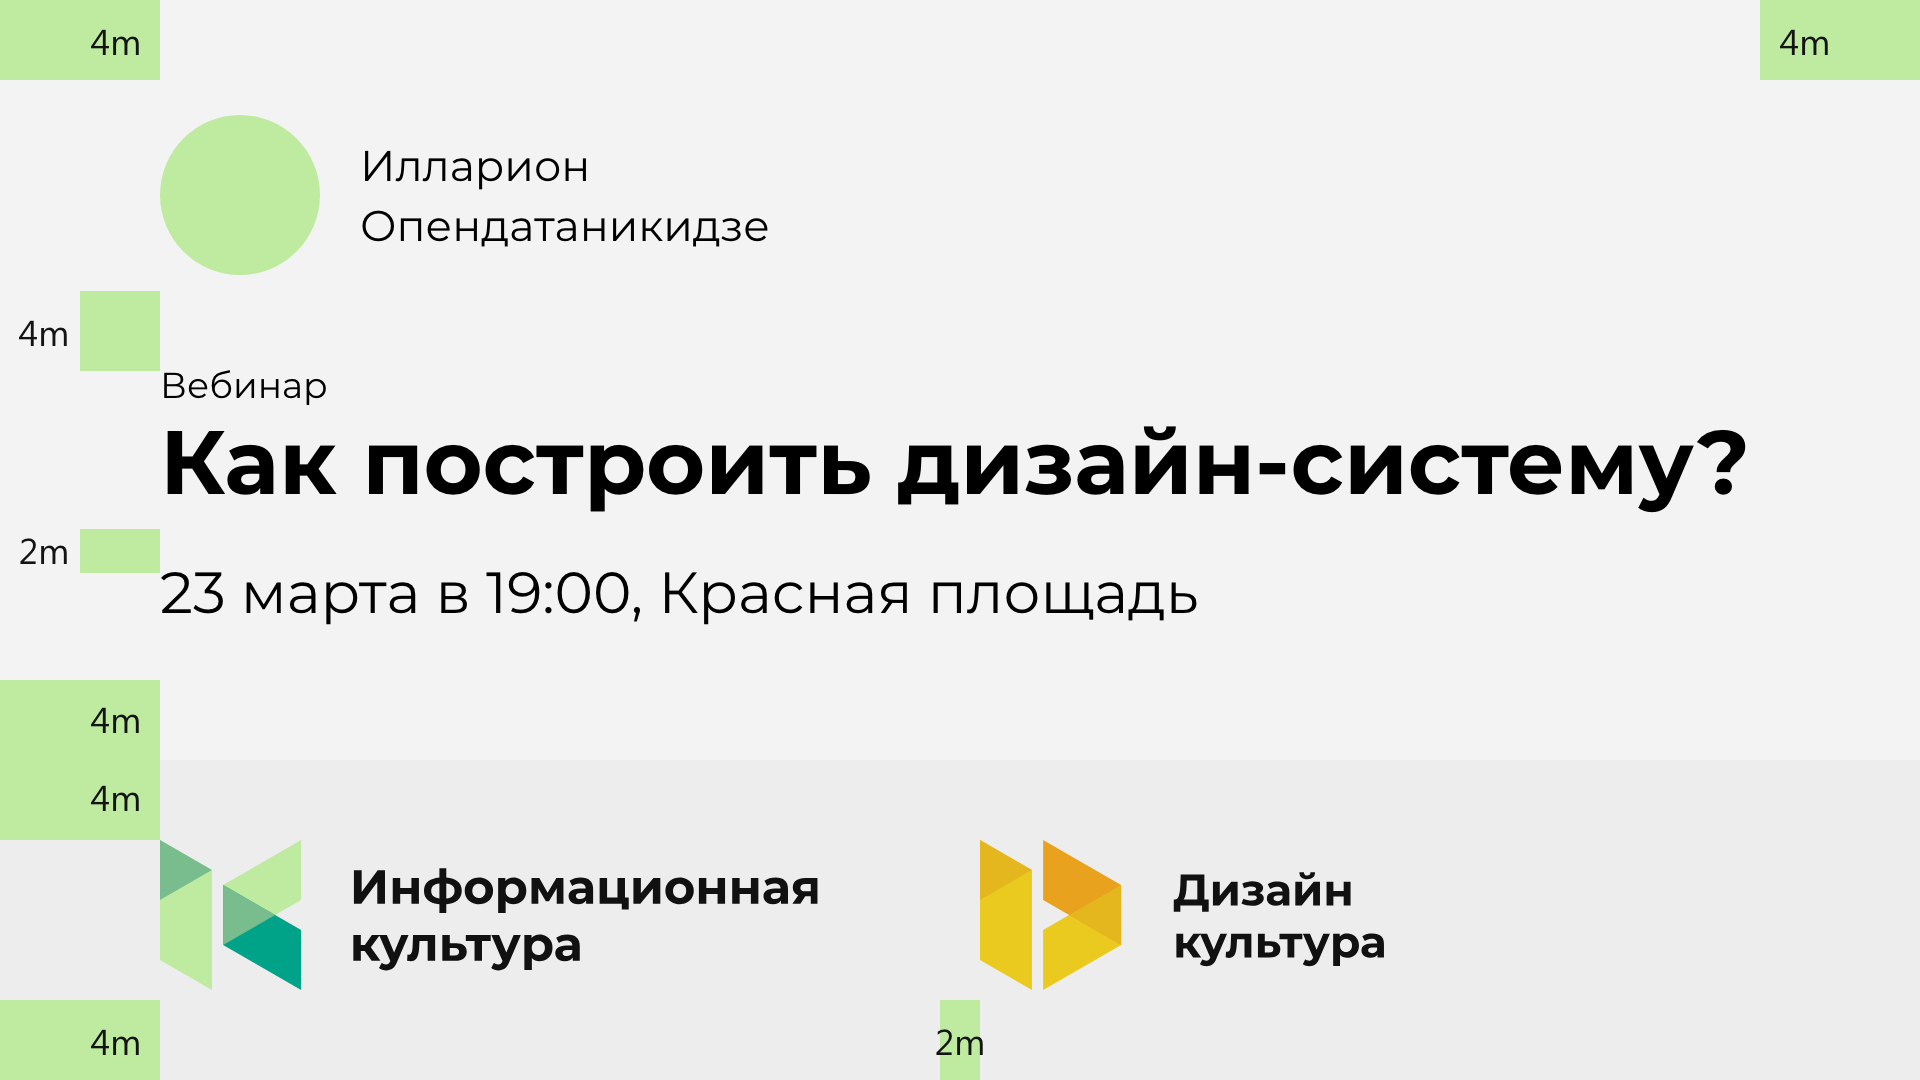 4m
4m
Илларион
Опендатаникидзе
4m
Вебинар
Как построить дизайн-систему?
2m
23 марта в 19:00, Красная площадь
4m
4m
Информационная
культура
Дизайн
культура
4m
2m